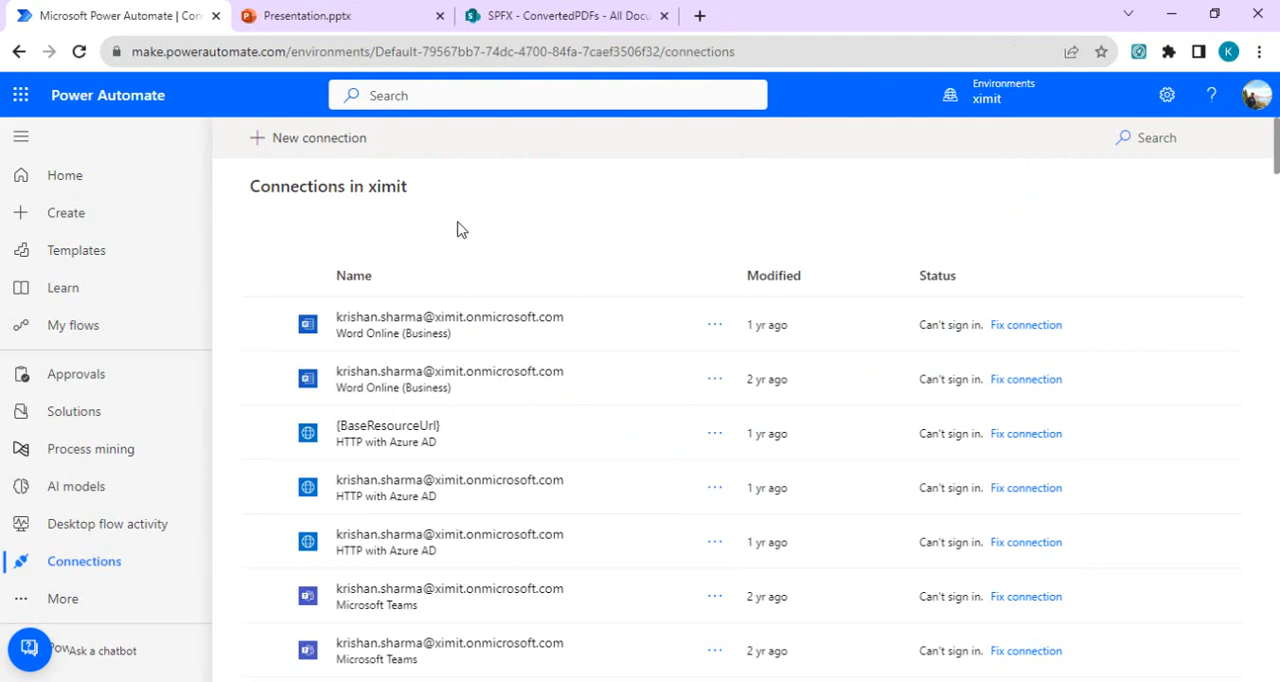 Microsoft Power Automate | Con
Presentation.pptx
SPFX - ConvertedPDFs - All Docu
make.powerautomate.com/environments/Default-79567bb7-74dc-4700-84fa-7caef3506f32/connections
K
Power Automate
Search
Environments
ximit
New connection
Search
Home
Create
Templates
Learn
My flows
Approvals
Solutions
Process mining
AI models
Desktop flow activity
Connections
More
Ask a chatbot
Connections in ximit
Name Modified Status
krishan.sharma@ximit.onmicrosoft.com
Word Online (Business)
1 yr ago Can't sign in. Fix connection
krishan.sharma@ximit.onmicrosoft.com
Word Online (Business)
2 yr ago Can't sign in. Fix connection
{BaseResourceUrl}
HTTP with Azure AD
1 yr ago Can't sign in. Fix connection
krishan.sharma@ximit.onmicrosoft.com
HTTP with Azure AD
1 yr ago Can't sign in. Fix connection
krishan.sharma@ximit.onmicrosoft.com
HTTP with Azure AD
1 yr ago Can't sign in. Fix connection
krishan.sharma@ximit.onmicrosoft.com
Microsoft Teams
2 yr ago Can't sign in. Fix connection
krishan.sharma@ximit.onmicrosoft.com
Microsoft Teams
2 yr ago Can't sign in. Fix connection